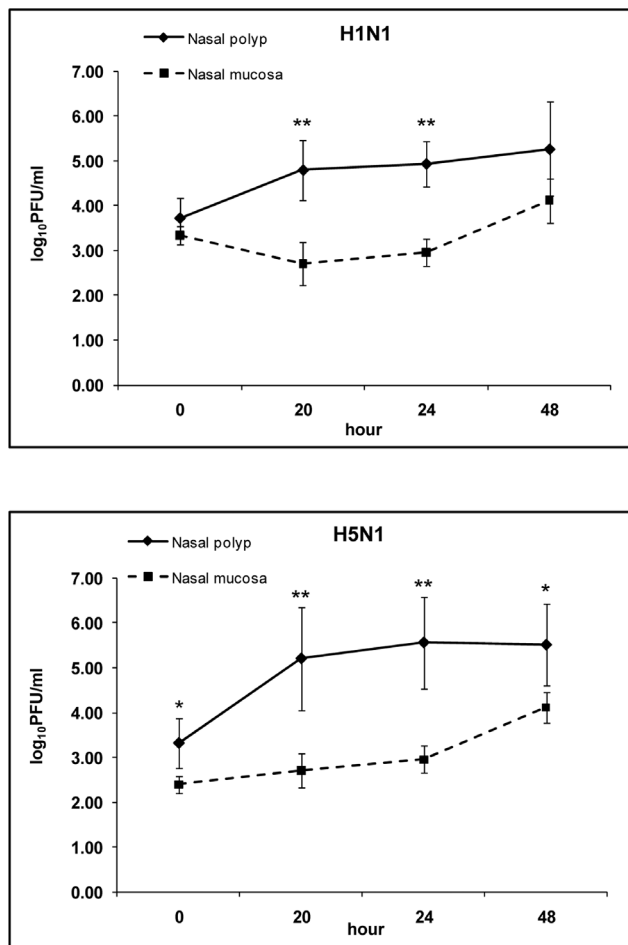 H1N1
Nasal polyp
Nasal mucosa
7.00
6.00
5.00
4.00
3.00
2.00
1.00
0.00
** **
log₁₀PFU/ml
0 20 24 48
hour
H5N1
Nasal polyp
Nasal mucosa
7.00
6.00
5.00
4.00
3.00
2.00
1.00
0.00
* ** ** *
log₁₀PFU/ml
0 20 24 48
hour